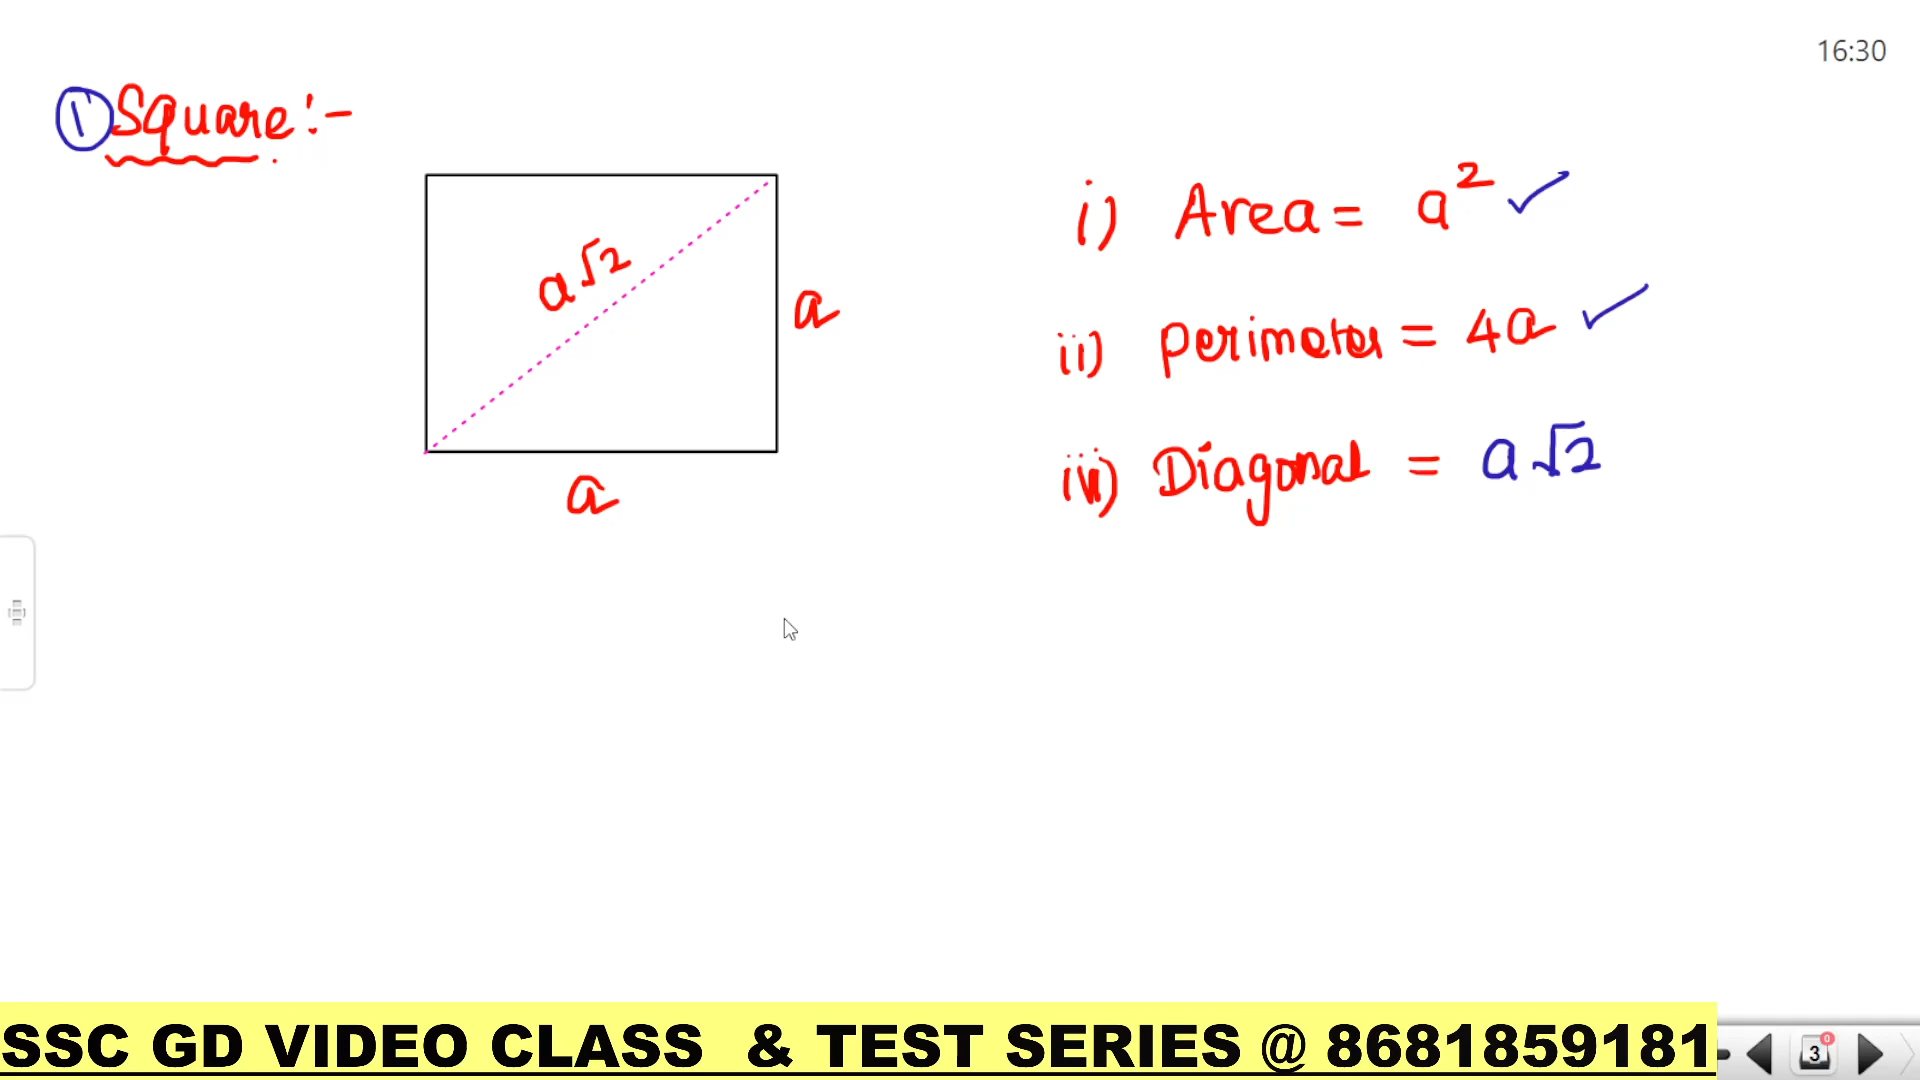 16:30
① Square :-
i) Area = a²
a√2
a
ii) Perimeter = 4a
iii) Diagonal = a√2
a
SSC GD VIDEO CLASS & TEST SERIES @ 8681859181
3
0